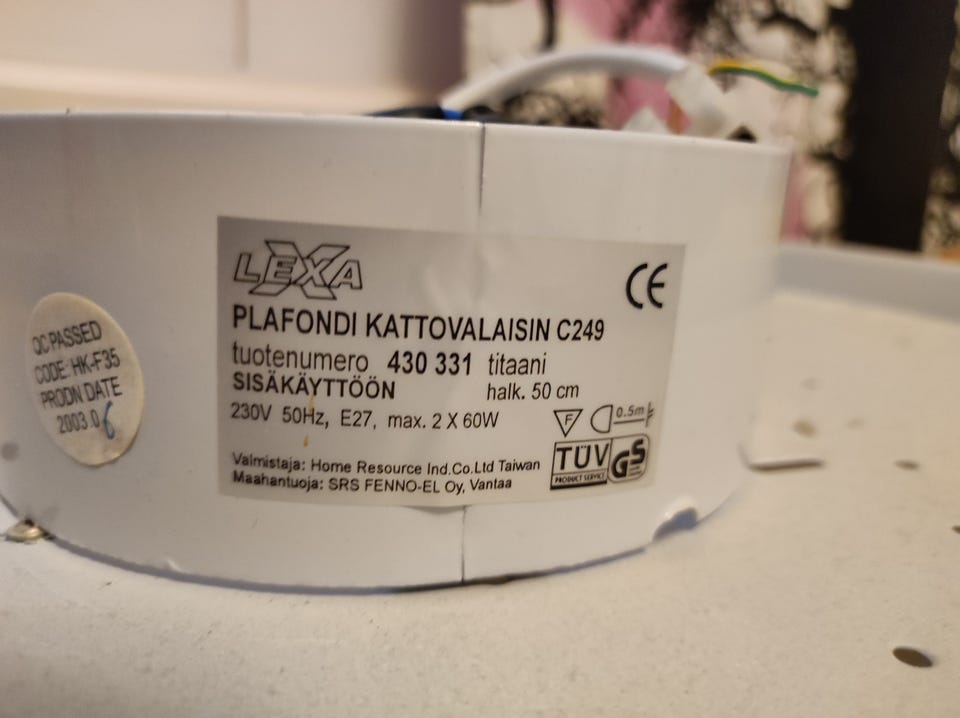 QC PASSED
CODE: HK-F35
PRODN DATE
2003.06
LEXA
CE
PLAFONDI KATTOVALAISIN C249
tuotenumero 430 331 titaani
SISÄKÄYTTÖÖN halk. 50 cm
230V 50Hz, E27, max. 2 X 60W
F 0.5m
Valmistaja: Home Resource Ind.Co.Ltd Taiwan
Maahantuoja: SRS FENNO-EL Oy, Vantaa
TÜV GS
PRODUCT SERVICE